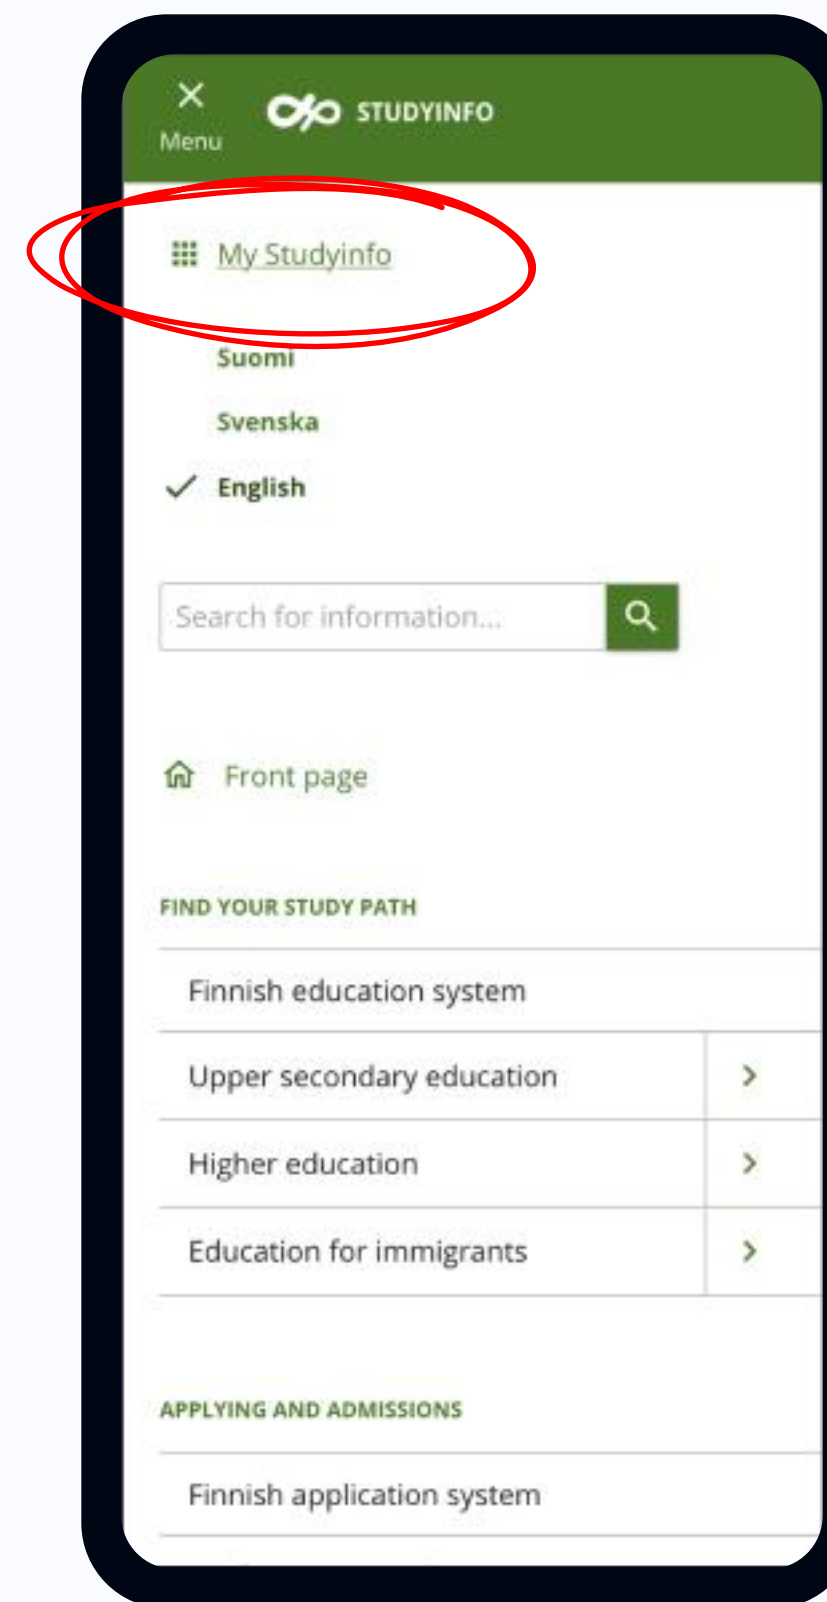 STUDYINFO
Menu
My Studyinfo
Suomi
Svenska
English
Search for information...
Front page
FIND YOUR STUDY PATH
Finnish education system
Upper secondary education
Higher education
Education for immigrants
APPLYING AND ADMISSIONS
Finnish application system